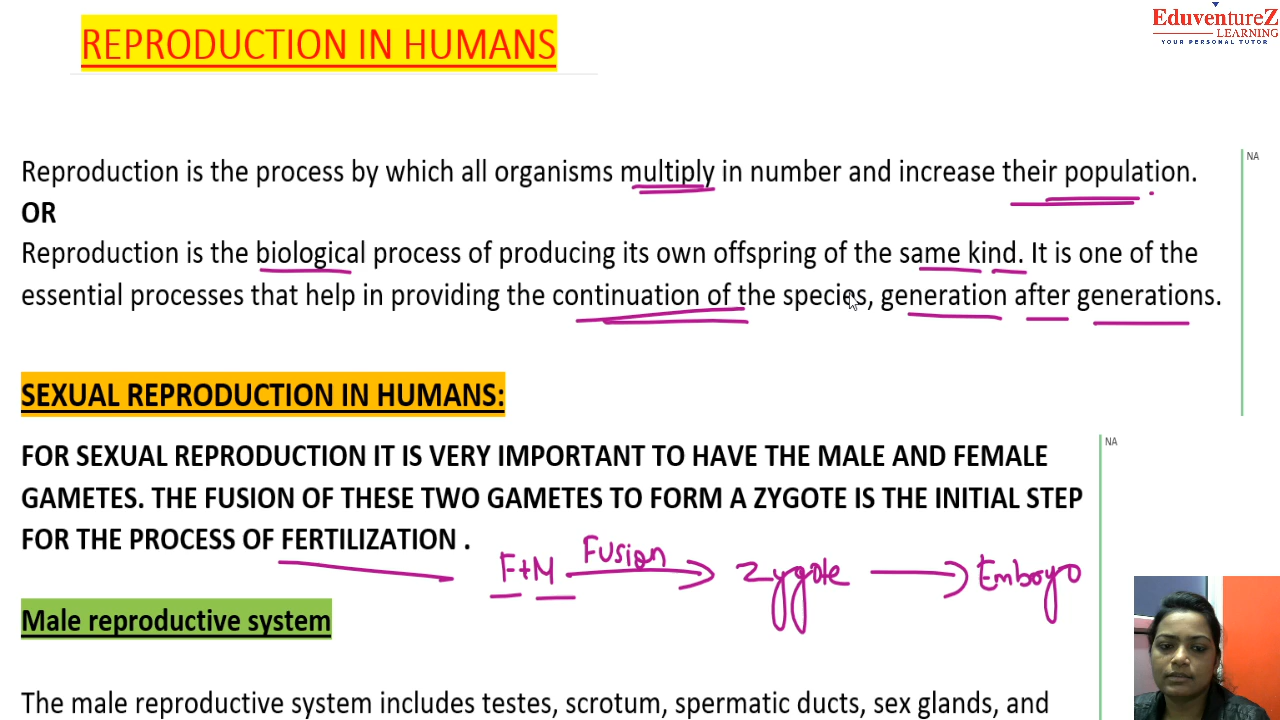 EduventureZ
LEARNING
YOUR PERSONAL TUTOR
REPRODUCTION IN HUMANS
Reproduction is the process by which all organisms multiply in number and increase their population.
NA
OR
Reproduction is the biological process of producing its own offspring of the same kind. It is one of the
essential processes that help in providing the continuation of the species, generation after generations.
SEXUAL REPRODUCTION IN HUMANS:
FOR SEXUAL REPRODUCTION IT IS VERY IMPORTANT TO HAVE THE MALE AND FEMALE
NA
GAMETES. THE FUSION OF THESE TWO GAMETES TO FORM A ZYGOTE IS THE INITIAL STEP
FOR THE PROCESS OF FERTILIZATION .
F+M Fusion Zygote Embryo
Male reproductive system
The male reproductive system includes testes, scrotum, spermatic ducts, sex glands, and